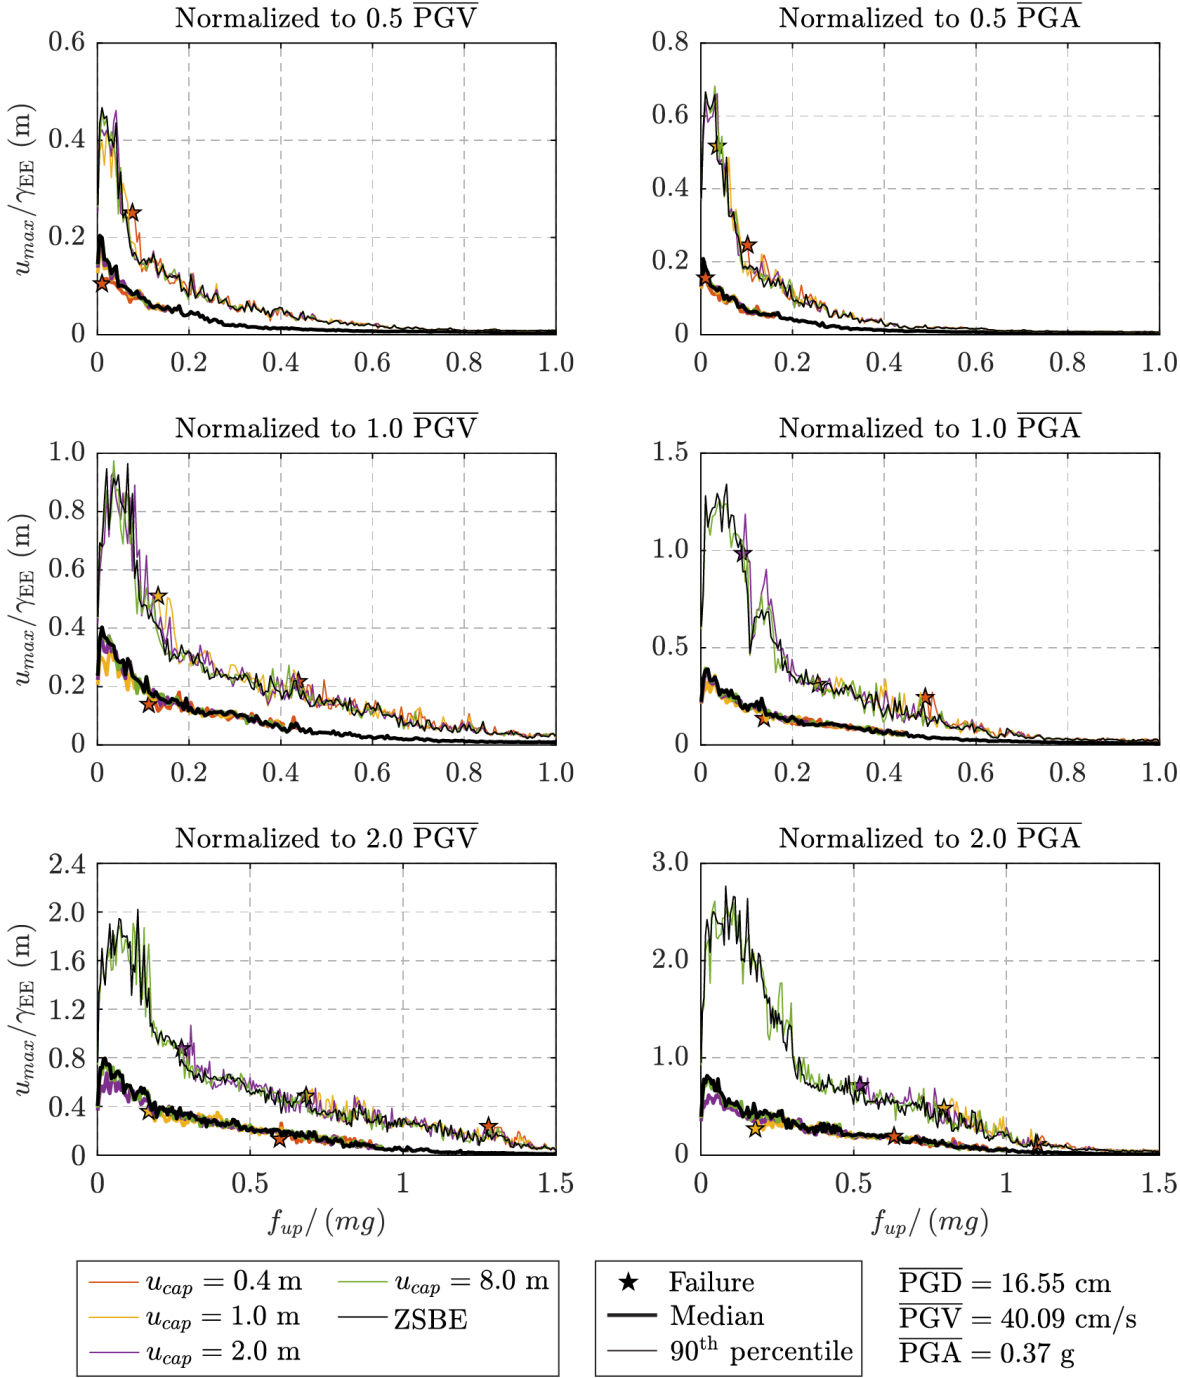 Normalized to 0.5 PGV
Normalized to 0.5 PGA
u_max/γ_EE (m)
0.6
0.4
0.2
0
0 0.2 0.4 0.6 0.8 1.0
0.8
0.6
0.4
0.2
0
0 0.2 0.4 0.6 0.8 1.0
Normalized to 1.0 PGV
Normalized to 1.0 PGA
u_max/γ_EE (m)
1.0
0.8
0.6
0.4
0.2
0
0 0.2 0.4 0.6 0.8 1.0
1.5
1.0
0.5
0
0 0.2 0.4 0.6 0.8 1.0
Normalized to 2.0 PGV
Normalized to 2.0 PGA
u_max/γ_EE (m)
2.4
2.0
1.6
1.2
0.8
0.4
0
0 0.5 1 1.5
f_up/(mg)
3.0
2.0
1.0
0
0 0.5 1 1.5
f_up/(mg)
u_cap = 0.4 m
u_cap = 1.0 m
u_cap = 2.0 m
u_cap = 8.0 m
ZSBE
Failure
Median
90th percentile
PGD = 16.55 cm
PGV = 40.09 cm/s
PGA = 0.37 g